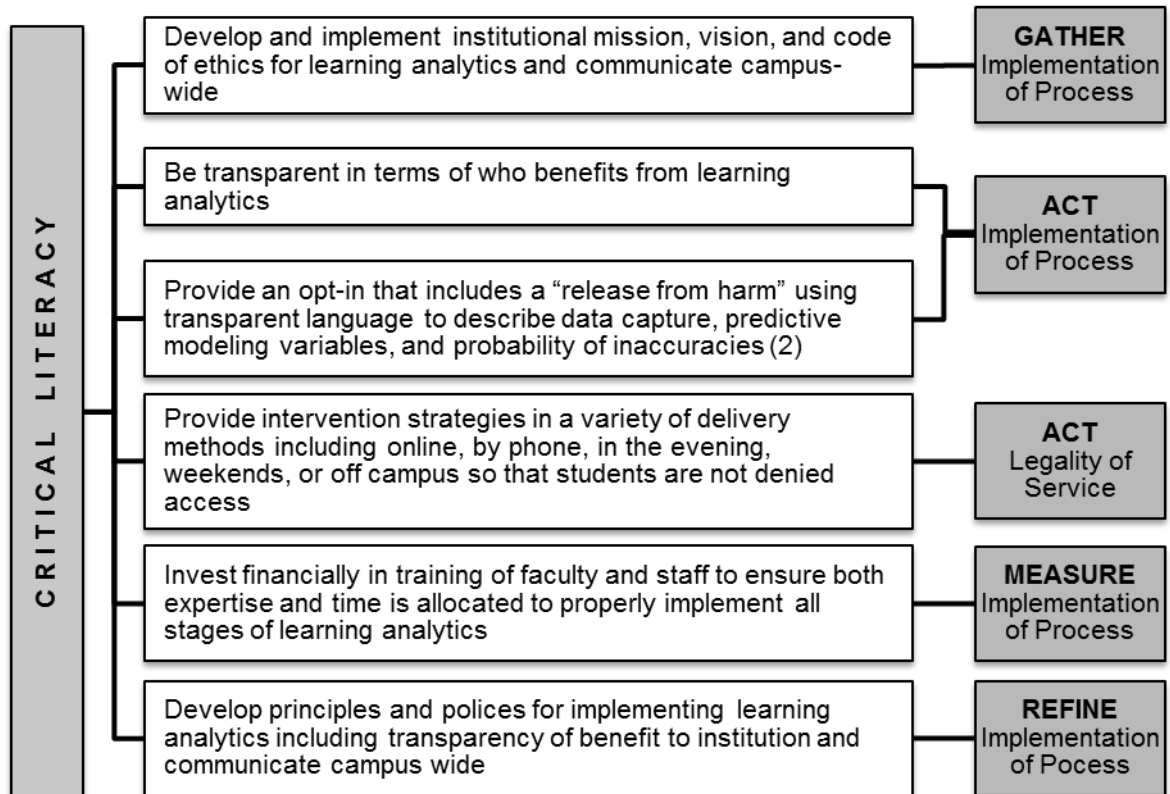 CRITICAL LITERACY
Develop and implement institutional mission, vision, and code
of ethics for learning analytics and communicate campus-
wide
GATHER
Implementation
of Process
Be transparent in terms of who benefits from learning
analytics
Provide an opt-in that includes a “release from harm” using
transparent language to describe data capture, predictive
modeling variables, and probability of inaccuracies (2)
ACT
Implementation
of Process
Provide intervention strategies in a variety of delivery
methods including online, by phone, in the evening,
weekends, or off campus so that students are not denied
access
ACT
Legality of
Service
Invest financially in training of faculty and staff to ensure both
expertise and time is allocated to properly implement all
stages of learning analytics
MEASURE
Implementation
of Process
Develop principles and polices for implementing learning
analytics including transparency of benefit to institution and
communicate campus wide
REFINE
Implementation
of Pocess